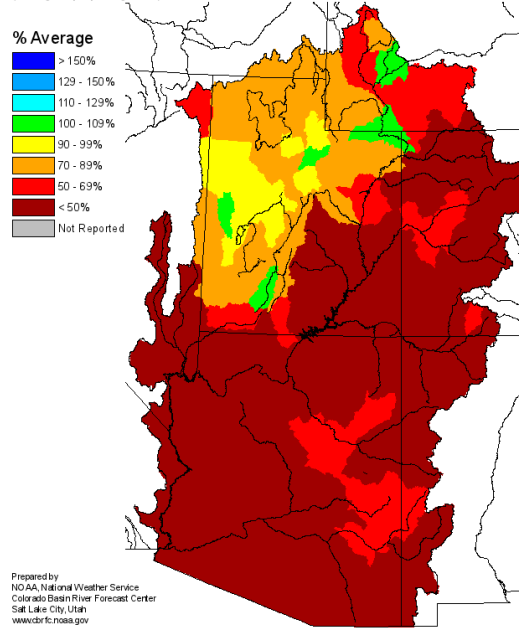 % Average
> 150%
129 - 150%
110 - 129%
100 - 109%
90 - 99%
70 - 89%
50 - 69%
< 50%
Not Reported
Prepared by
NOAA, National Weather Service
Colorado Basin River Forecast Center
Salt Lake City, Utah
www.cbrfc.noaa.gov